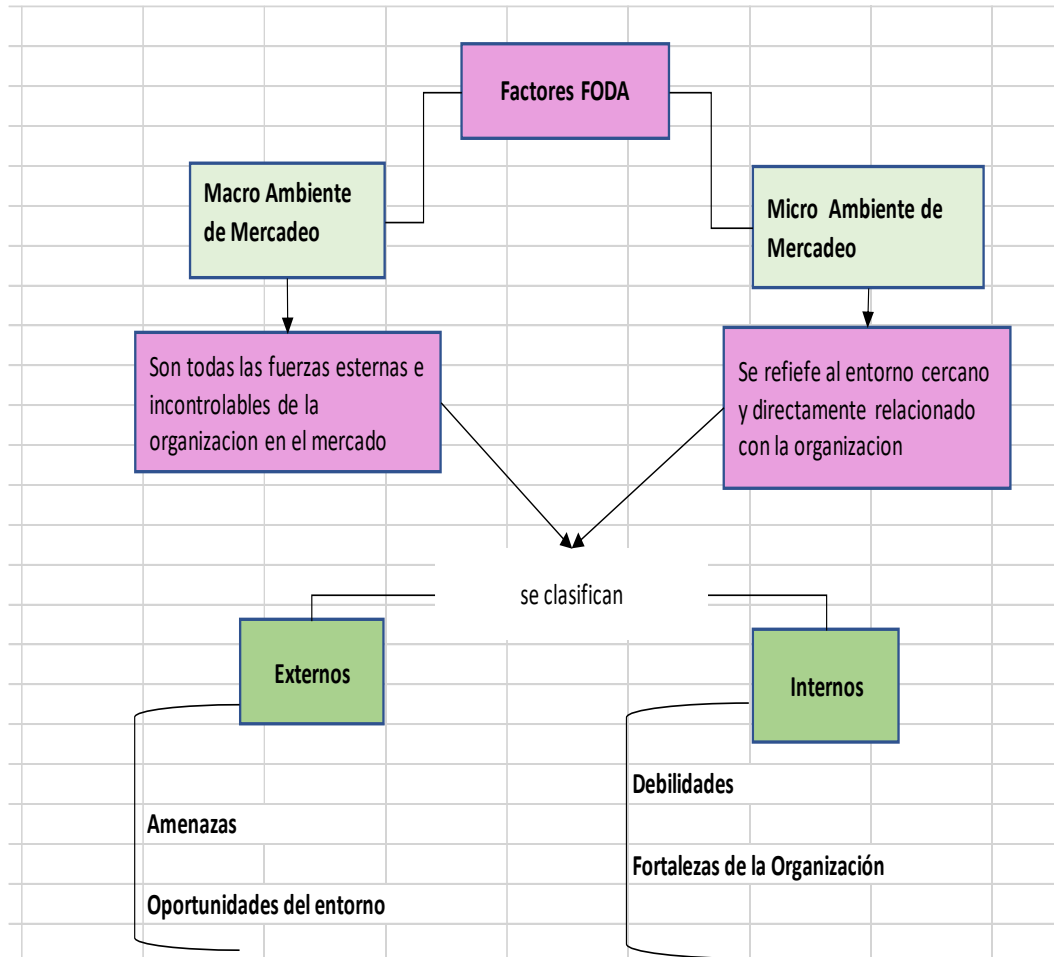 Factores FODA
Macro Ambiente
de Mercadeo
Micro Ambiente de
Mercadeo
Son todas las fuerzas esternas e
incontrolables de la
organizacion en el mercado
Se refiefe al entorno cercano
y directamente relacionado
con la organizacion
se clasifican
Externos
Internos
Amenazas
Oportunidades del entorno
Debilidades
Fortalezas de la Organización